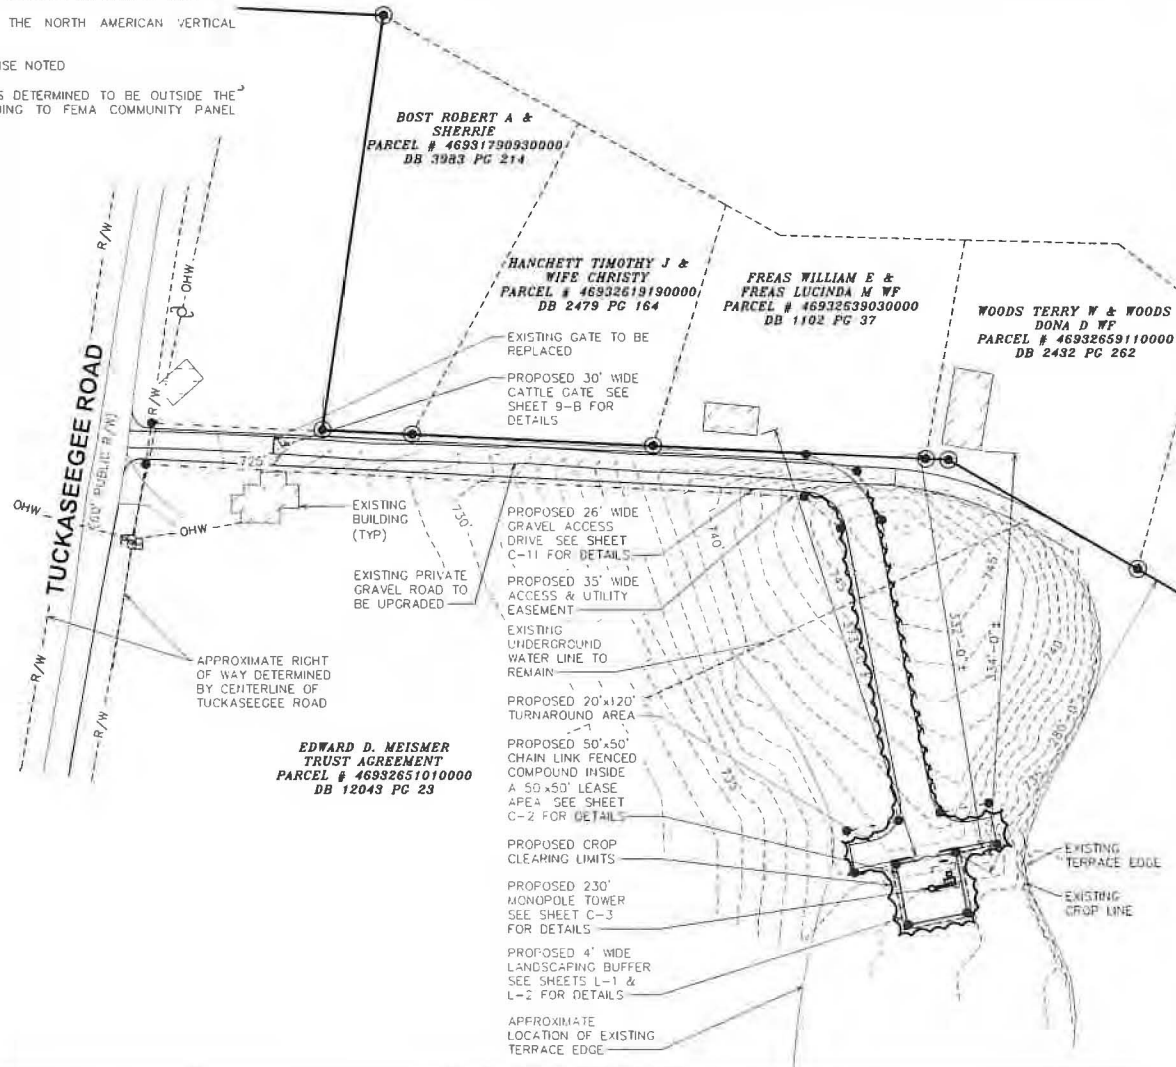 THE NORTH AMERICAN VERTICAL
ISE NOTED
S DETERMINED TO BE OUTSIDE THE
ING TO FEMA COMMUNITY PANEL
BOST ROBERT A &
SHERRIE
PARCEL # 46931790930000
DB 3983 PG 214
HANCHETT TIMOTHY J &
WIFE CHRISTY
PARCEL # 46932619190000
DB 2479 PG 164
FREAS WILLIAM E &
FREAS LUCINDA M WF
PARCEL # 46932639030000
DB 1102 PG 37
WOODS TERRY W & WOODS
DONA D WF
PARCEL # 46932659110000
DB 2432 PG 262
R/W
OHW
R/W
TUCKASEEGEE ROAD
(60' PUBLIC R/W)
EXISTING GATE TO BE
REPLACED
PROPOSED 30' WIDE
CATTLE GATE SEE
SHEET 9-B FOR
DETAILS
725'
730'
740'
745'
745'
740
735
332'-0"±
334'-0"±
280'-0"±
OHW
OHW
EXISTING
BUILDING
(TYP)
EXISTING PRIVATE
GRAVEL ROAD TO
BE UPGRADED
PROPOSED 26' WIDE
GRAVEL ACCESS
DRIVE SEE SHEET
C-11 FOR DETAILS
PROPOSED 35' WIDE
ACCESS & UTILITY
EASEMENT
EXISTING
UNDERGROUND
WATER LINE TO
REMAIN
PROPOSED 20'x120'
TURNAROUND AREA
PROPOSED 50'x50'
CHAIN LINK FENCED
COMPOUND INSIDE
A 50'x50' LEASE
AREA SEE SHEET
C-2 FOR DETAILS
PROPOSED CROP
CLEARING LIMITS
PROPOSED 230'
MONOPOLE TOWER
SEE SHEET C-3
FOR DETAILS
PROPOSED 4' WIDE
LANDSCAPING BUFFER
SEE SHEETS L-1 &
L-2 FOR DETAILS
APPROXIMATE
LOCATION OF EXISTING
TERRACE EDGE
R/W
R/W
R/W
R/W
APPROXIMATE RIGHT
OF WAY DETERMINED
BY CENTERLINE OF
TUCKASEEGEE ROAD
EDWARD D. MEISMER
TRUST AGREEMENT
PARCEL # 46932651010000
DB 12043 PG 23
EXISTING
TERRACE EDGE
EXISTING
CROP LINE